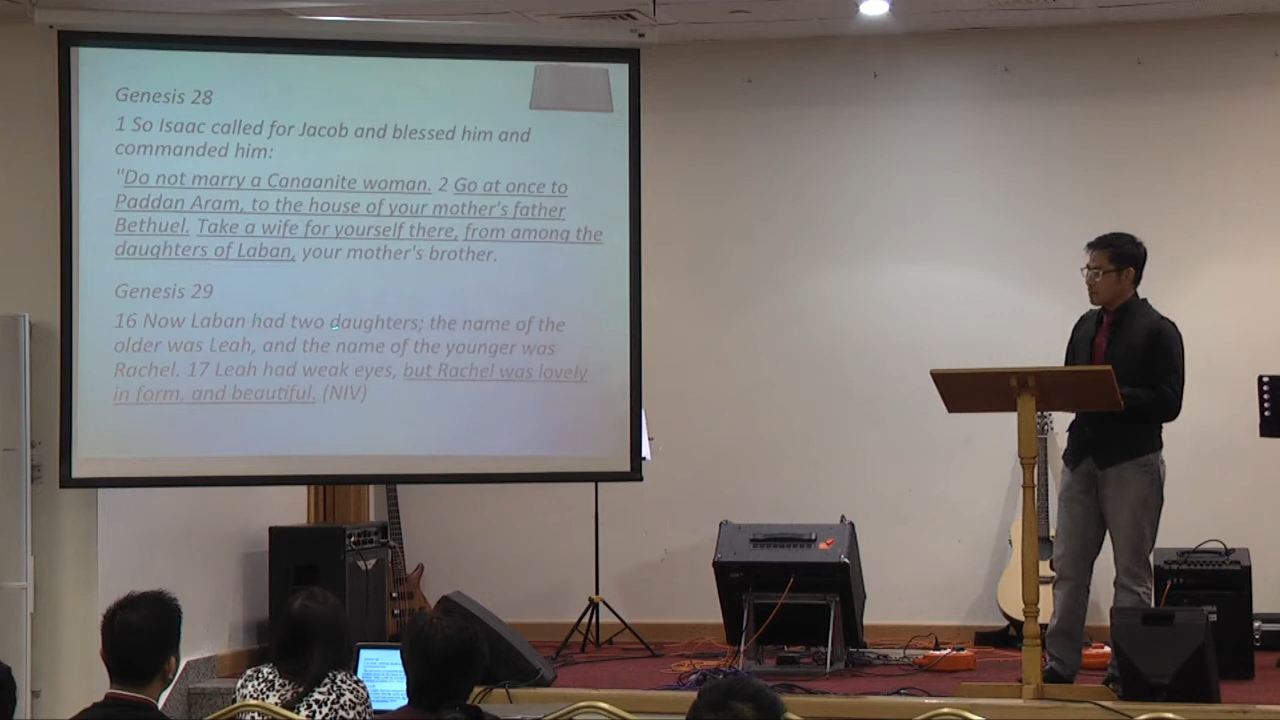 Genesis 28
1 So Isaac called for Jacob and blessed him and
commanded him:
"Do not marry a Canaanite woman. 2 Go at once to
Paddan Aram, to the house of your mother's father
Bethuel. Take a wife for yourself there, from among the
daughters of Laban, your mother's brother.
Genesis 29
16 Now Laban had two daughters; the name of the
older was Leah, and the name of the younger was
Rachel. 17 Leah had weak eyes, but Rachel was lovely
in form, and beautiful. (NIV)